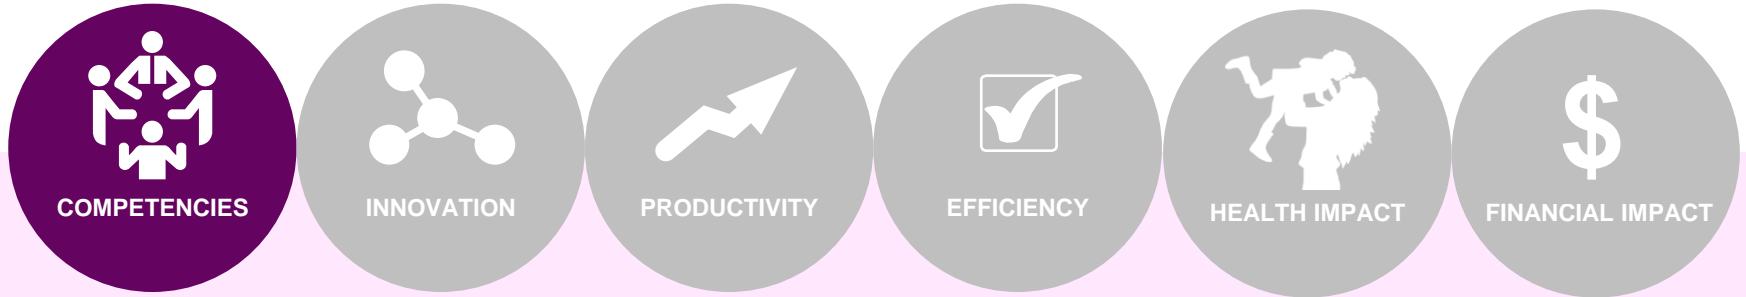 COMPETENCIES
INNOVATION
PRODUCTIVITY
EFFICIENCY
HEALTH IMPACT
$
FINANCIAL IMPACT